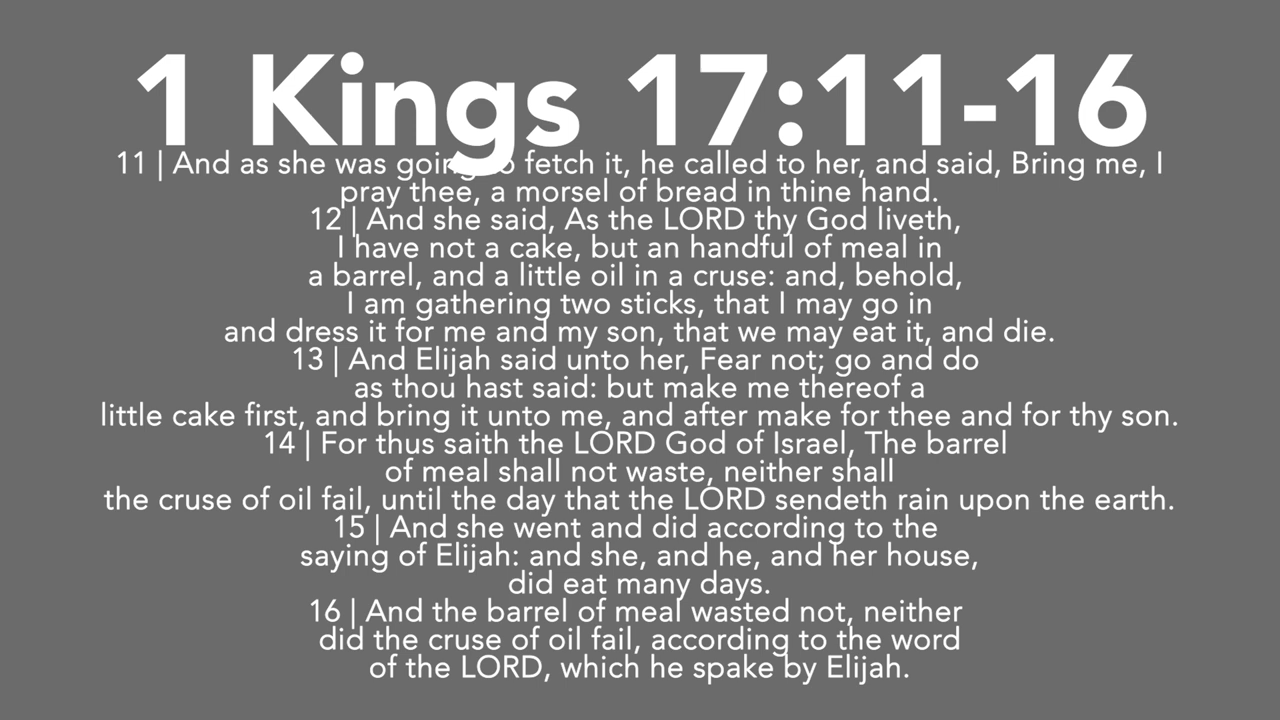 1 Kings 17:11-16
11 | And as she was going to fetch it, he called to her, and said, Bring me, I
pray thee, a morsel of bread in thine hand.
12 | And she said, As the LORD thy God liveth,
I have not a cake, but an handful of meal in
a barrel, and a little oil in a cruse: and, behold,
I am gathering two sticks, that I may go in
and dress it for me and my son, that we may eat it, and die.
13 | And Elijah said unto her, Fear not; go and do
as thou hast said: but make me thereof a
little cake first, and bring it unto me, and after make for thee and for thy son.
14 | For thus saith the LORD God of Israel, The barrel
of meal shall not waste, neither shall
the cruse of oil fail, until the day that the LORD sendeth rain upon the earth.
15 | And she went and did according to the
saying of Elijah: and she, and he, and her house,
did eat many days.
16 | And the barrel of meal wasted not, neither
did the cruse of oil fail, according to the word
of the LORD, which he spake by Elijah.